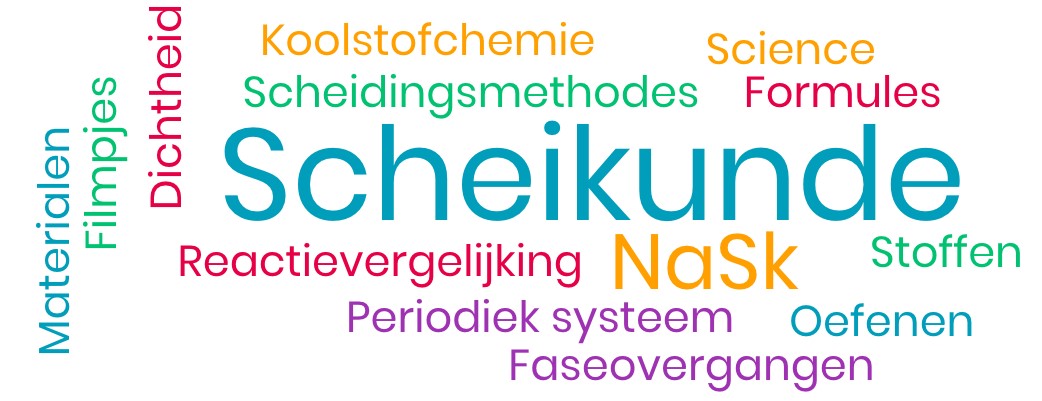 Materialen
Filmpjes
Dichtheid
Koolstofchemie
Science
Scheidingsmethodes
Formules
Scheikunde
Reactievergelijking
NaSk
Stoffen
Periodiek systeem
Oefenen
Faseovergangen